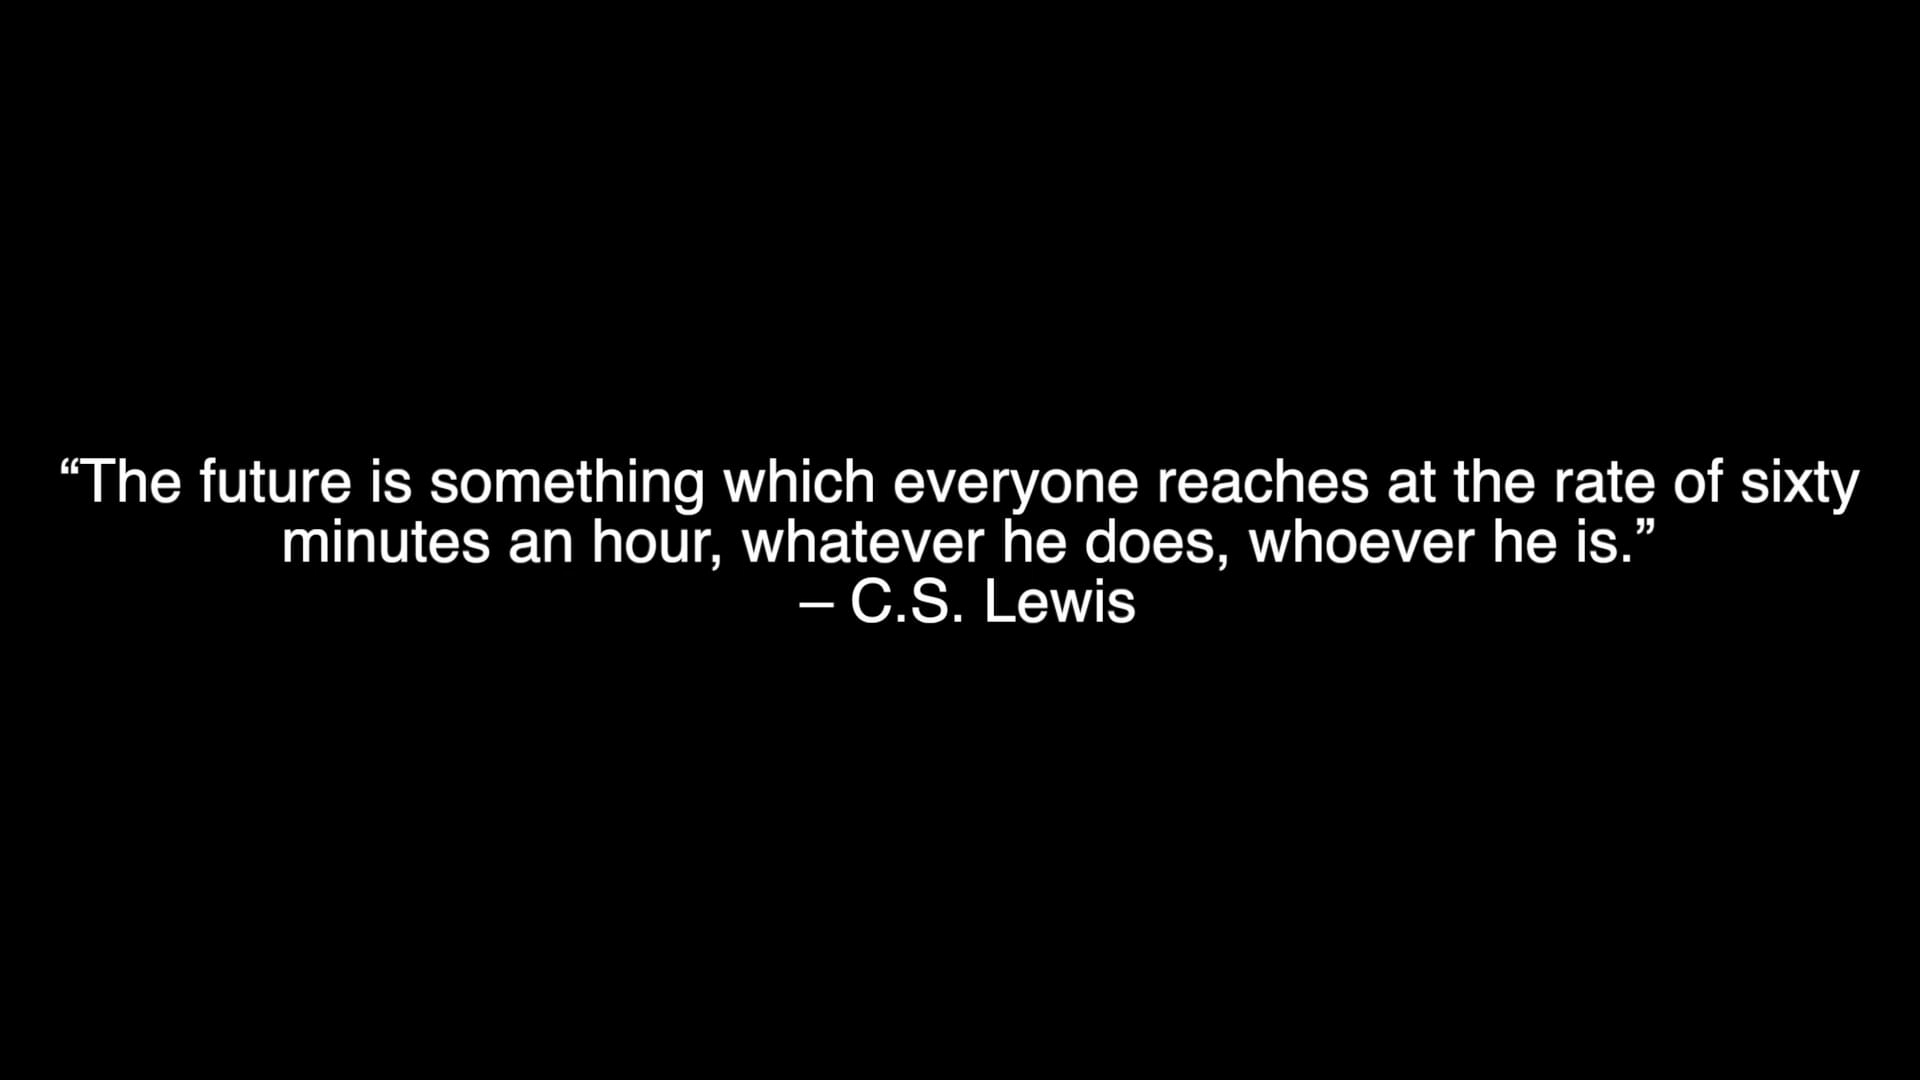 “The future is something which everyone reaches at the rate of sixty
minutes an hour, whatever he does, whoever he is.”
– C.S. Lewis